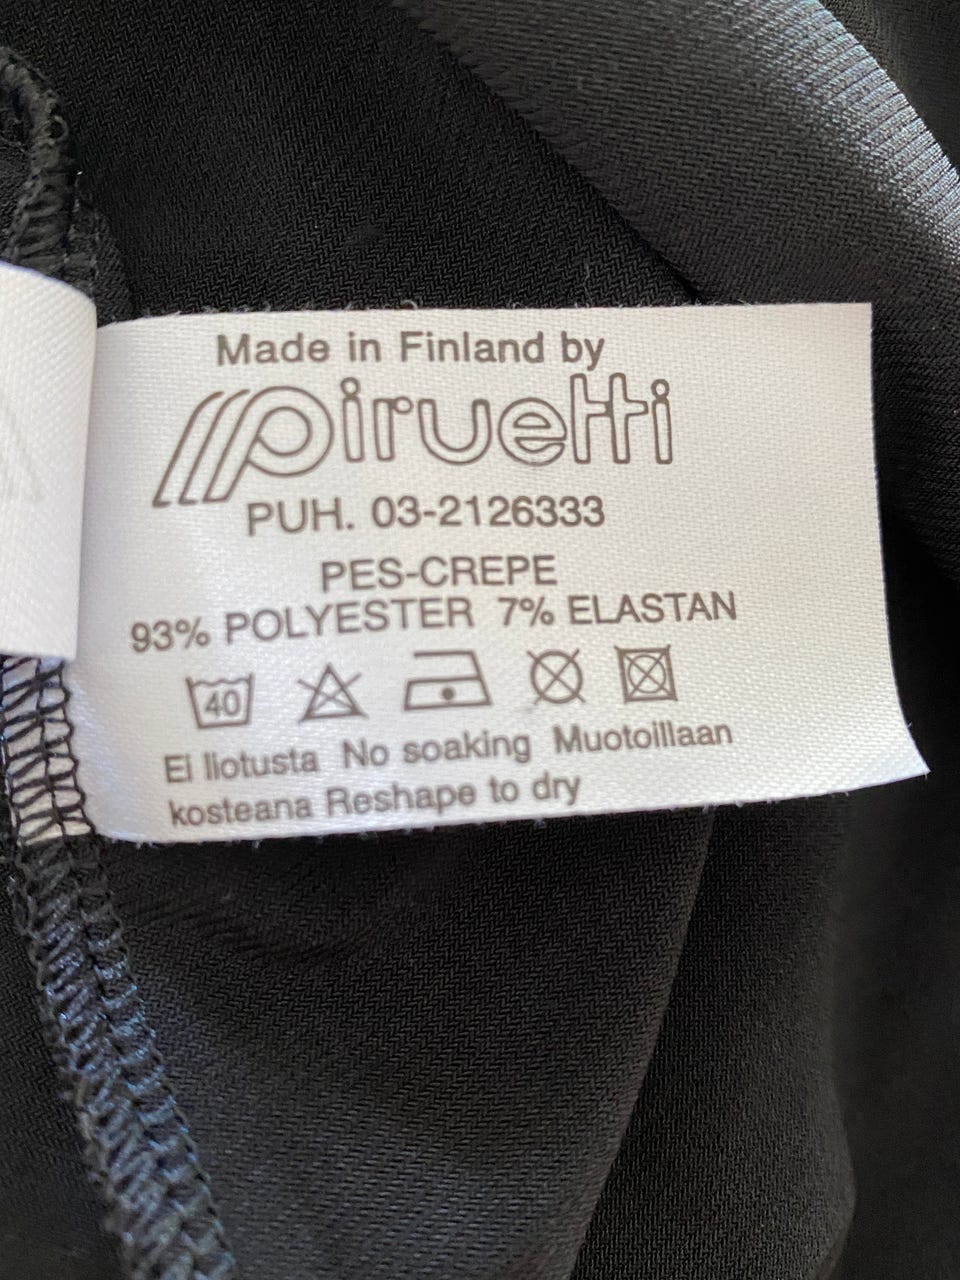 Made in Finland by
piruetti
PUH. 03-2126333
PES-CREPE
93% POLYESTER 7% ELASTAN
40
Ei liotusta No soaking Muotoillaan
kosteana Reshape to dry